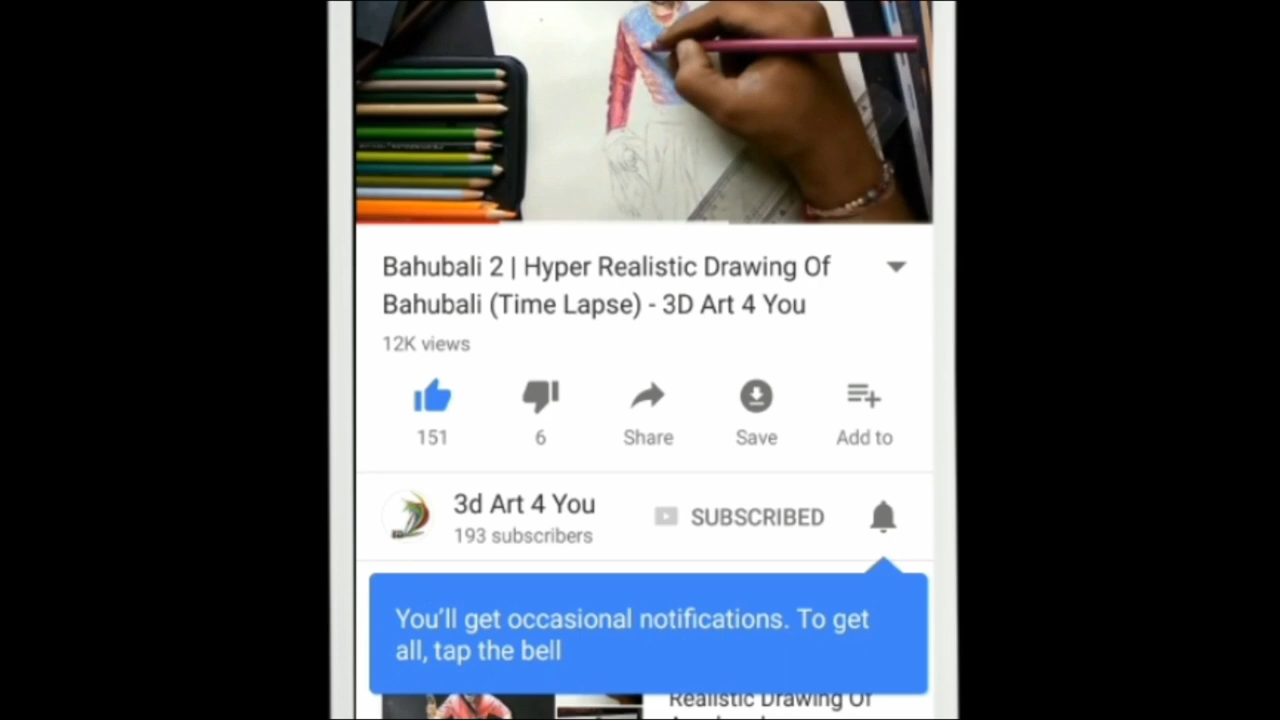 Bahubali 2 | Hyper Realistic Drawing Of
Bahubali (Time Lapse) - 3D Art 4 You
12K views
151
6
Share
Save
Add to
3d Art 4 You
193 subscribers
SUBSCRIBED
You'll get occasional notifications. To get
all, tap the bell
Realistic Drawing Of